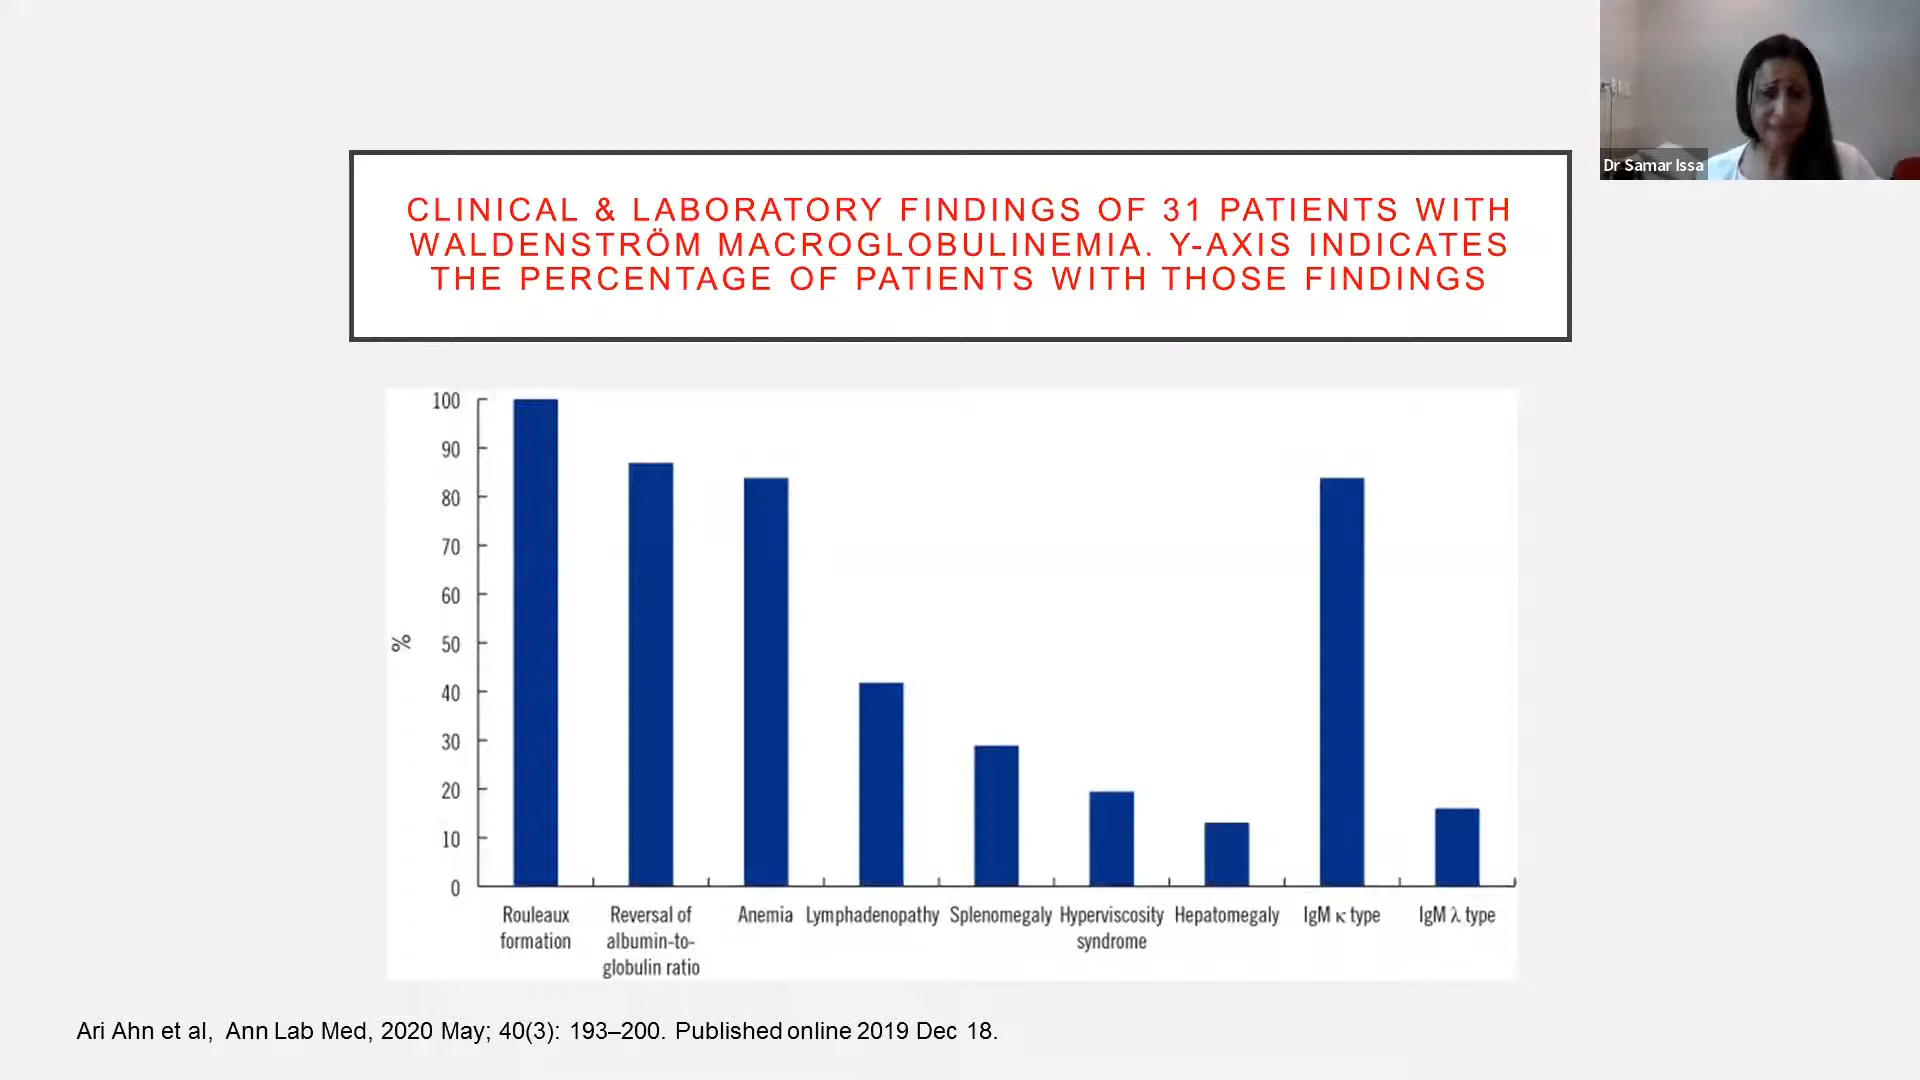 Dr Samar Issa
CLINICAL & LABORATORY FINDINGS OF 31 PATIENTS WITH
WALDENSTRÖM MACROGLOBULINEMIA. Y-AXIS INDICATES
THE PERCENTAGE OF PATIENTS WITH THOSE FINDINGS
100
90
80
70
60
50
40
30
20
10
0
%
Rouleaux
formation
Reversal of
albumin-to-
globulin ratio
Anemia
Lymphadenopathy
Splenomegaly
Hyperviscosity
syndrome
Hepatomegaly
IgM κ type
IgM λ type
Ari Ahn et al, Ann Lab Med, 2020 May; 40(3): 193–200. Published online 2019 Dec 18.